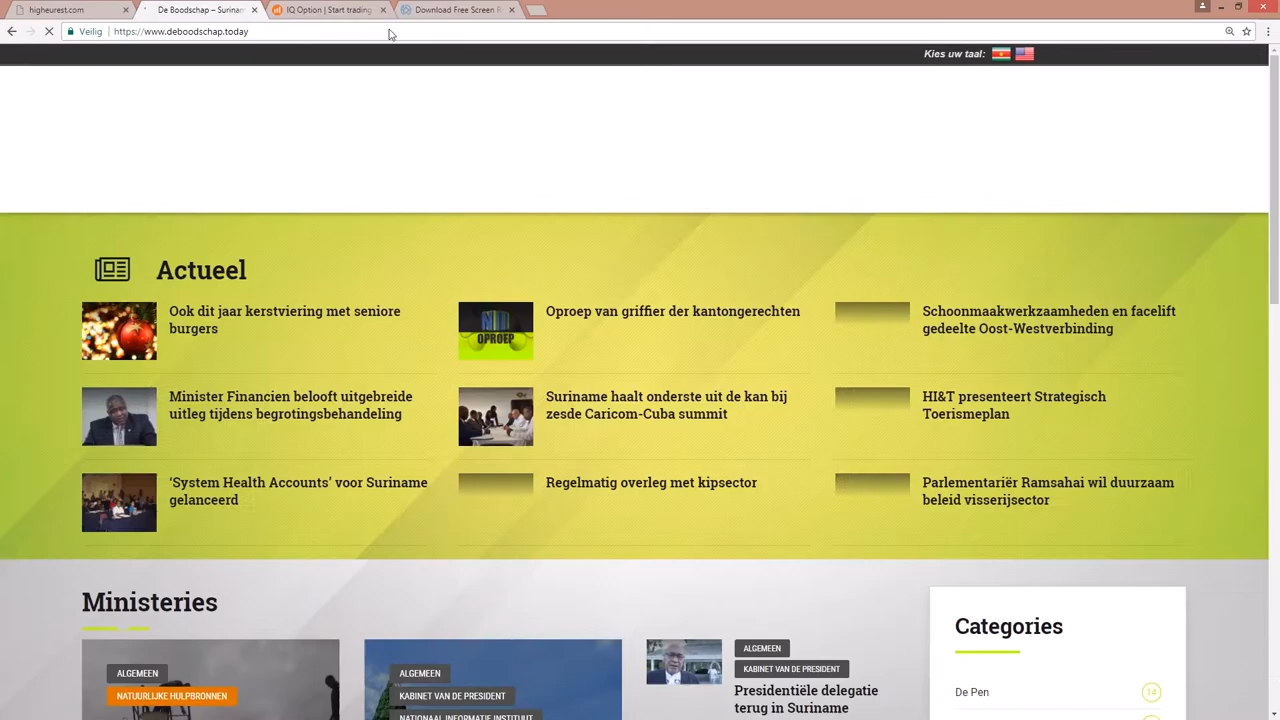 higheurest.com
De Boodschap – Surinam
IQ Option | Start trading
Download Free Screen R
Veilig
https://www.deboodschap.today
Kies uw taal:
Actueel
Ook dit jaar kerstviering met seniore
burgers
Oproep van griffier der kantongerechten
OPROEP
Schoonmaakwerkzaamheden en facelift
gedeelte Oost-Westverbinding
Minister Financien belooft uitgebreide
uitleg tijdens begrotingsbehandeling
Suriname haalt onderste uit de kan bij
zesde Caricom-Cuba summit
HI&T presenteert Strategisch
Toerismeplan
‘System Health Accounts’ voor Suriname
gelanceerd
Regelmatig overleg met kipsector
Parlementariër Ramsahai wil duurzaam
beleid visserijsector
Ministeries
ALGEMEEN
NATUURLIJKE HULPBRONNEN
ALGEMEEN
KABINET VAN DE PRESIDENT
NATIONAAL INFORMATIE INSTITUUT
ALGEMEEN
KABINET VAN DE PRESIDENT
Presidentiële delegatie
terug in Suriname
Categories
De Pen
14